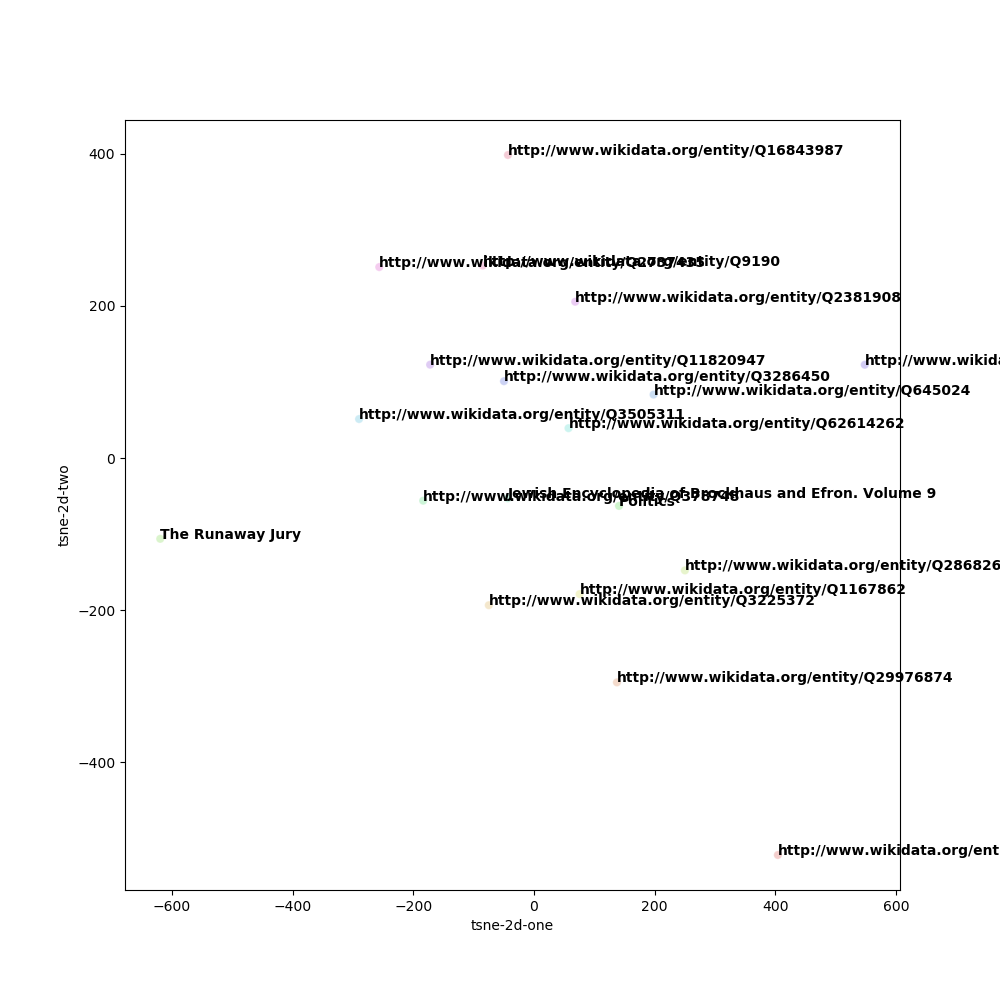 http://www.wikidata.org/entity/Q16843987
http://www.wikidata.org/entity/Q9190
http://www.wikidata.org/entity/Q2381908
http://www.wikidata.org/entity/Q11820947
http://www.wikid
http://www.wikidata.org/entity/Q3286450
http://www.wikidata.org/entity/Q645024
http://www.wikidata.org/entity/Q3505311
http://www.wikidata.org/entity/Q62614262
Jewish Encyclopedia of Brockhaus and Efron. Volume 9
Politics
The Runaway Jury
http://www.wikidata.org/entity/Q286826
http://www.wikidata.org/entity/Q1167862
http://www.wikidata.org/entity/Q3225372
http://www.wikidata.org/entity/Q29976874
http://www.wikidata.org/ent
400
200
0
−200
−400
tsne-2d-two
−600
−400
−200
0
200
400
600
tsne-2d-one